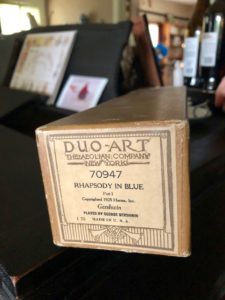 DUO-ART
THE AEOLIAN COMPANY
NEW YORK
70947
RHAPSODY IN BLUE
Part I
Copyrighted 1925 Harms, Inc.
Gershwin
PLAYED BY GEORGE GERSHWIN
MADE IN U.S.A.